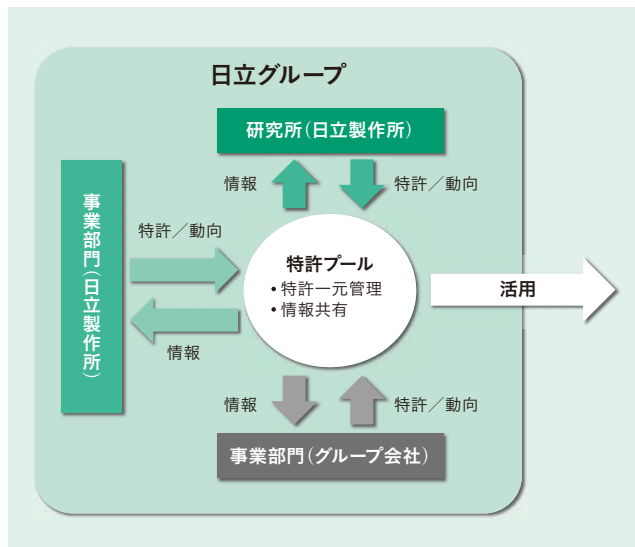 日立グループ
研究所(日立製作所)
情報
特許／動向
事業部門(日立製作所)
特許／動向
情報
特許プール
• 特許一元管理
• 情報共有
活用
情報
特許／動向
事業部門(グループ会社)